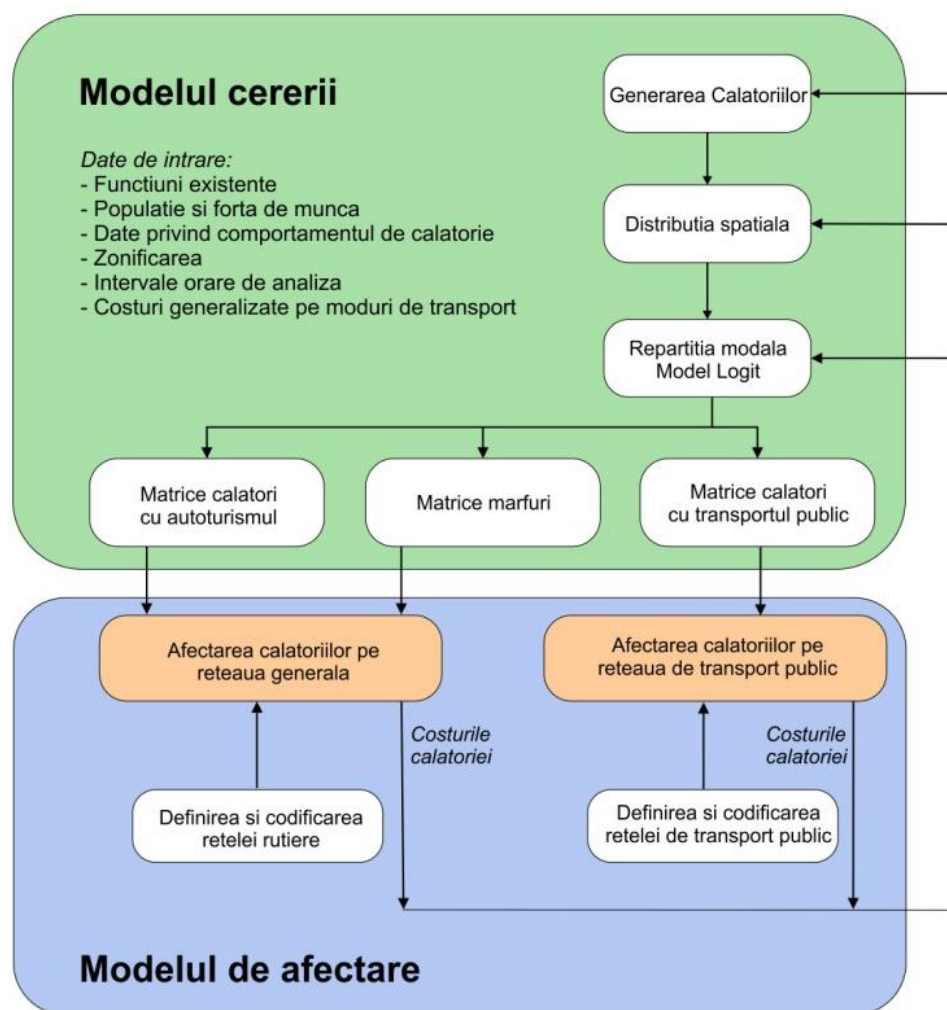 Modelul cererii
Generarea Calatoriilor
Date de intrare:
- Functiuni existente
- Populatie si forta de munca
- Date privind comportamentul de calatorie
- Zonificarea
- Intervale orare de analiza
- Costuri generalizate pe moduri de transport
Distributia spatiala
Repartitia modala
Model Logit
Matrice calatori
cu autoturismul
Matrice marfuri
Matrice calatori
cu transportul public
Afectarea calatoriilor pe
reteaua generala
Afectarea calatoriilor pe
reteaua de transport public
Costurile
calatoriei
Costurile
calatoriei
Definirea si codificarea
retelei rutiere
Definirea si codificarea
retelei de transport public
Modelul de afectare